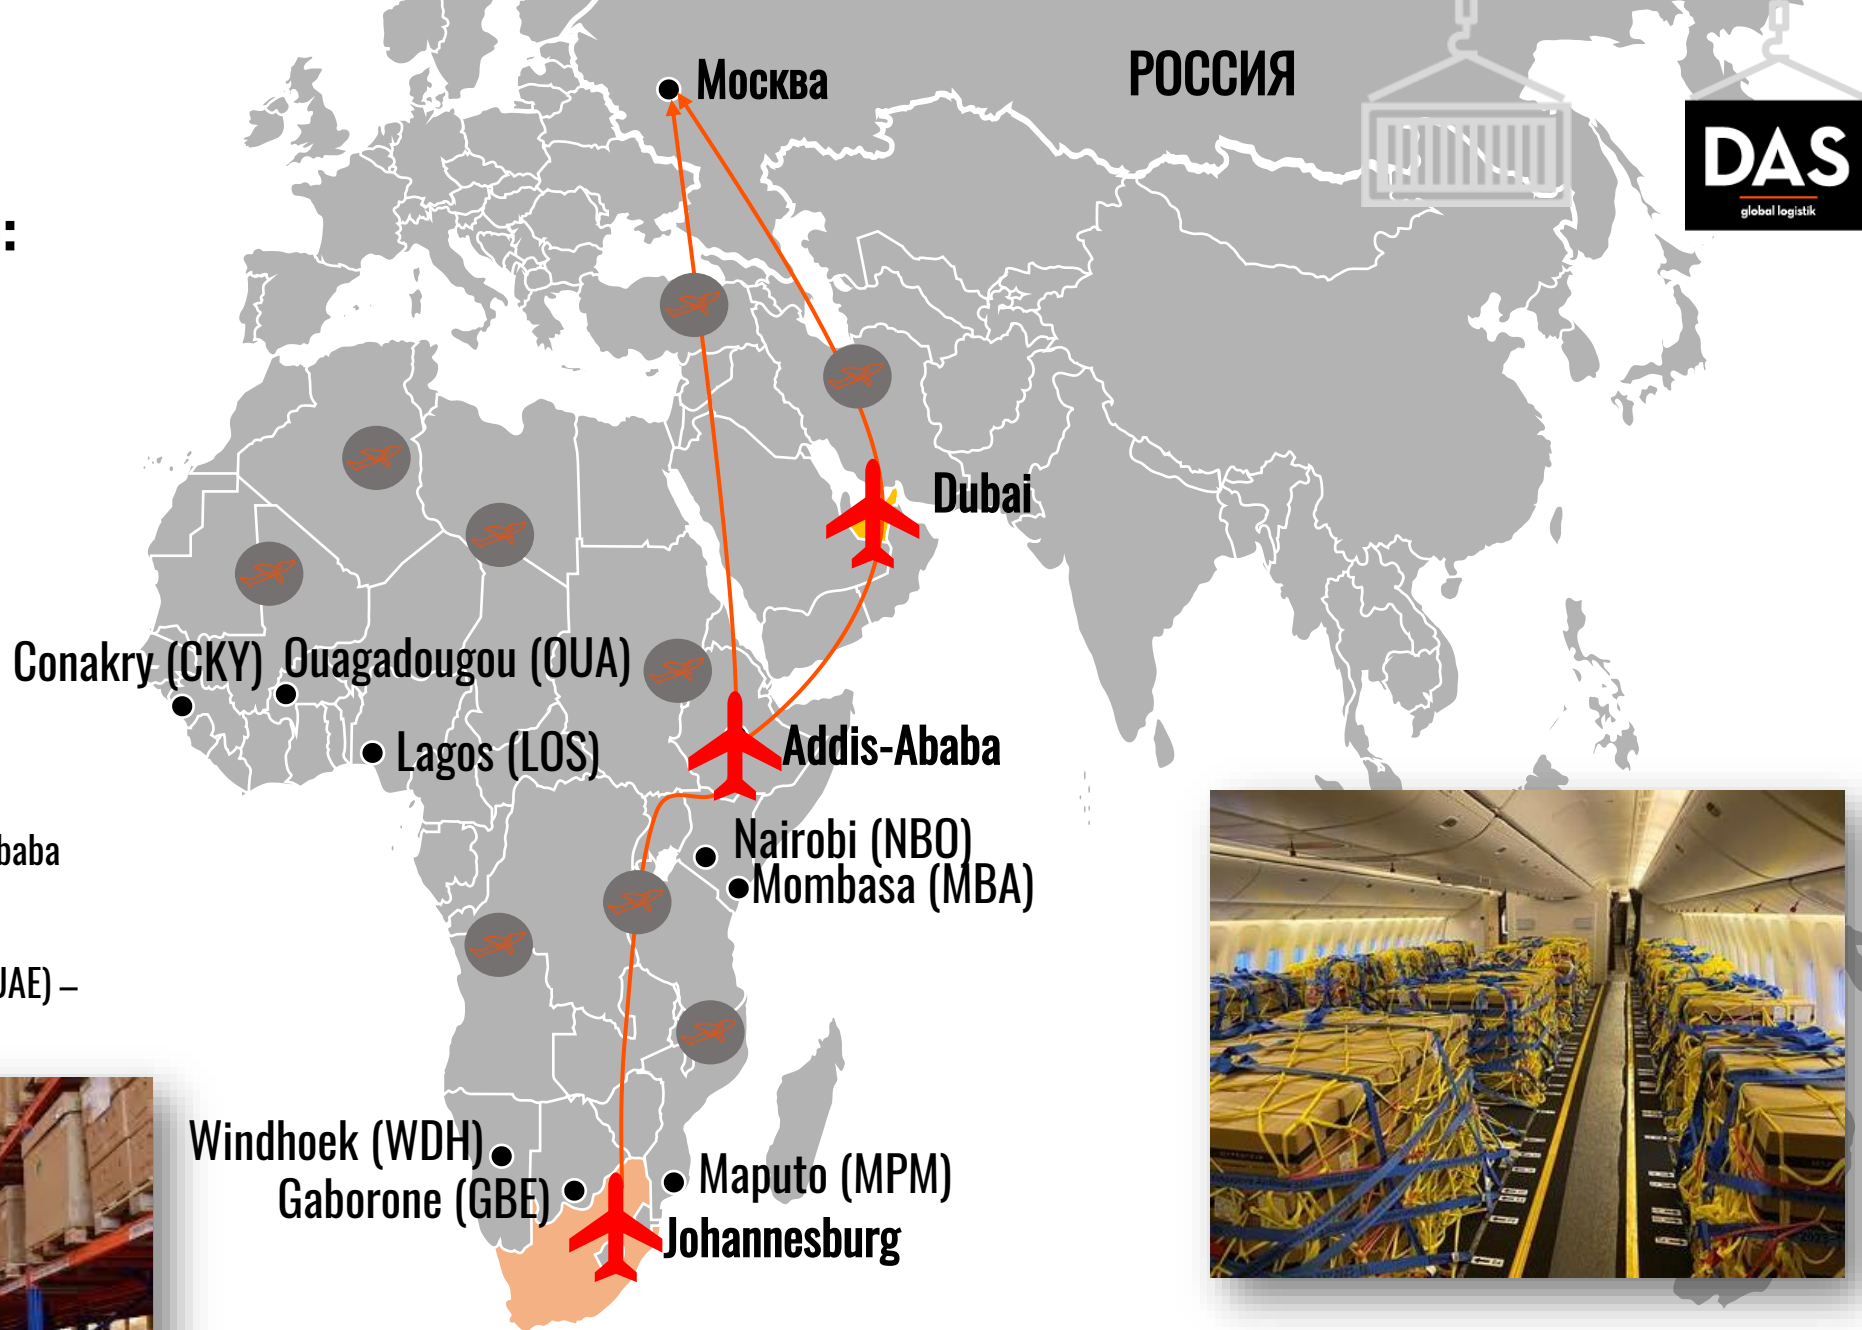 Москва
РОССИЯ
DAS
global logistik
:
Dubai
Conakry (CKY)
Ouagadougou (OUA)
Lagos (LOS)
Addis-Ababa
baba
Nairobi (NBO)
Mombasa (MBA)
UAE) –
Windhoek (WDH)
Gaborone (GBE)
Maputo (MPM)
Johannesburg